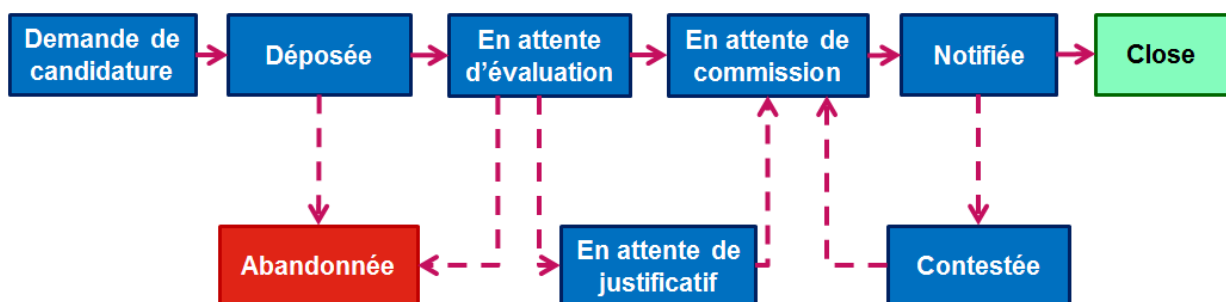 Demande de
candidature
Déposée
En attente
d’évaluation
En attente de
commission
Notifiée
Close
Abandonnée
En attente de
justificatif
Contestée